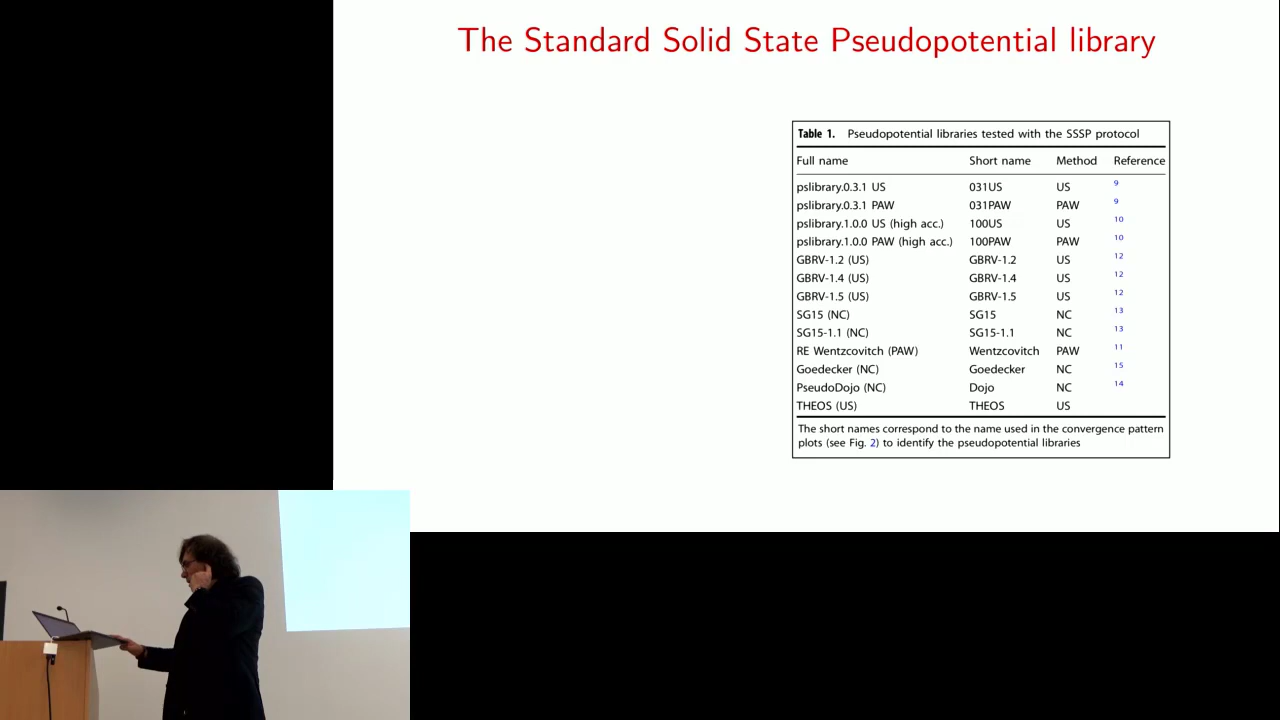 The Standard Solid State Pseudopotential library
Table 1. Pseudopotential libraries tested with the SSSP protocol
Full name Short name Method Reference
pslibrary.0.3.1 US 031US US 9
pslibrary.0.3.1 PAW 031PAW PAW 9
pslibrary.1.0.0 US (high acc.) 100US US 10
pslibrary.1.0.0 PAW (high acc.) 100PAW PAW 10
GBRV-1.2 (US) GBRV-1.2 US 12
GBRV-1.4 (US) GBRV-1.4 US 12
GBRV-1.5 (US) GBRV-1.5 US 12
SG15 (NC) SG15 NC 13
SG15-1.1 (NC) SG15-1.1 NC 13
RE Wentzcovitch (PAW) Wentzcovitch PAW 11
Goedecker (NC) Goedecker NC 15
PseudoDojo (NC) Dojo NC 14
THEOS (US) THEOS US
The short names correspond to the name used in the convergence pattern
plots (see Fig. 2) to identify the pseudopotential libraries